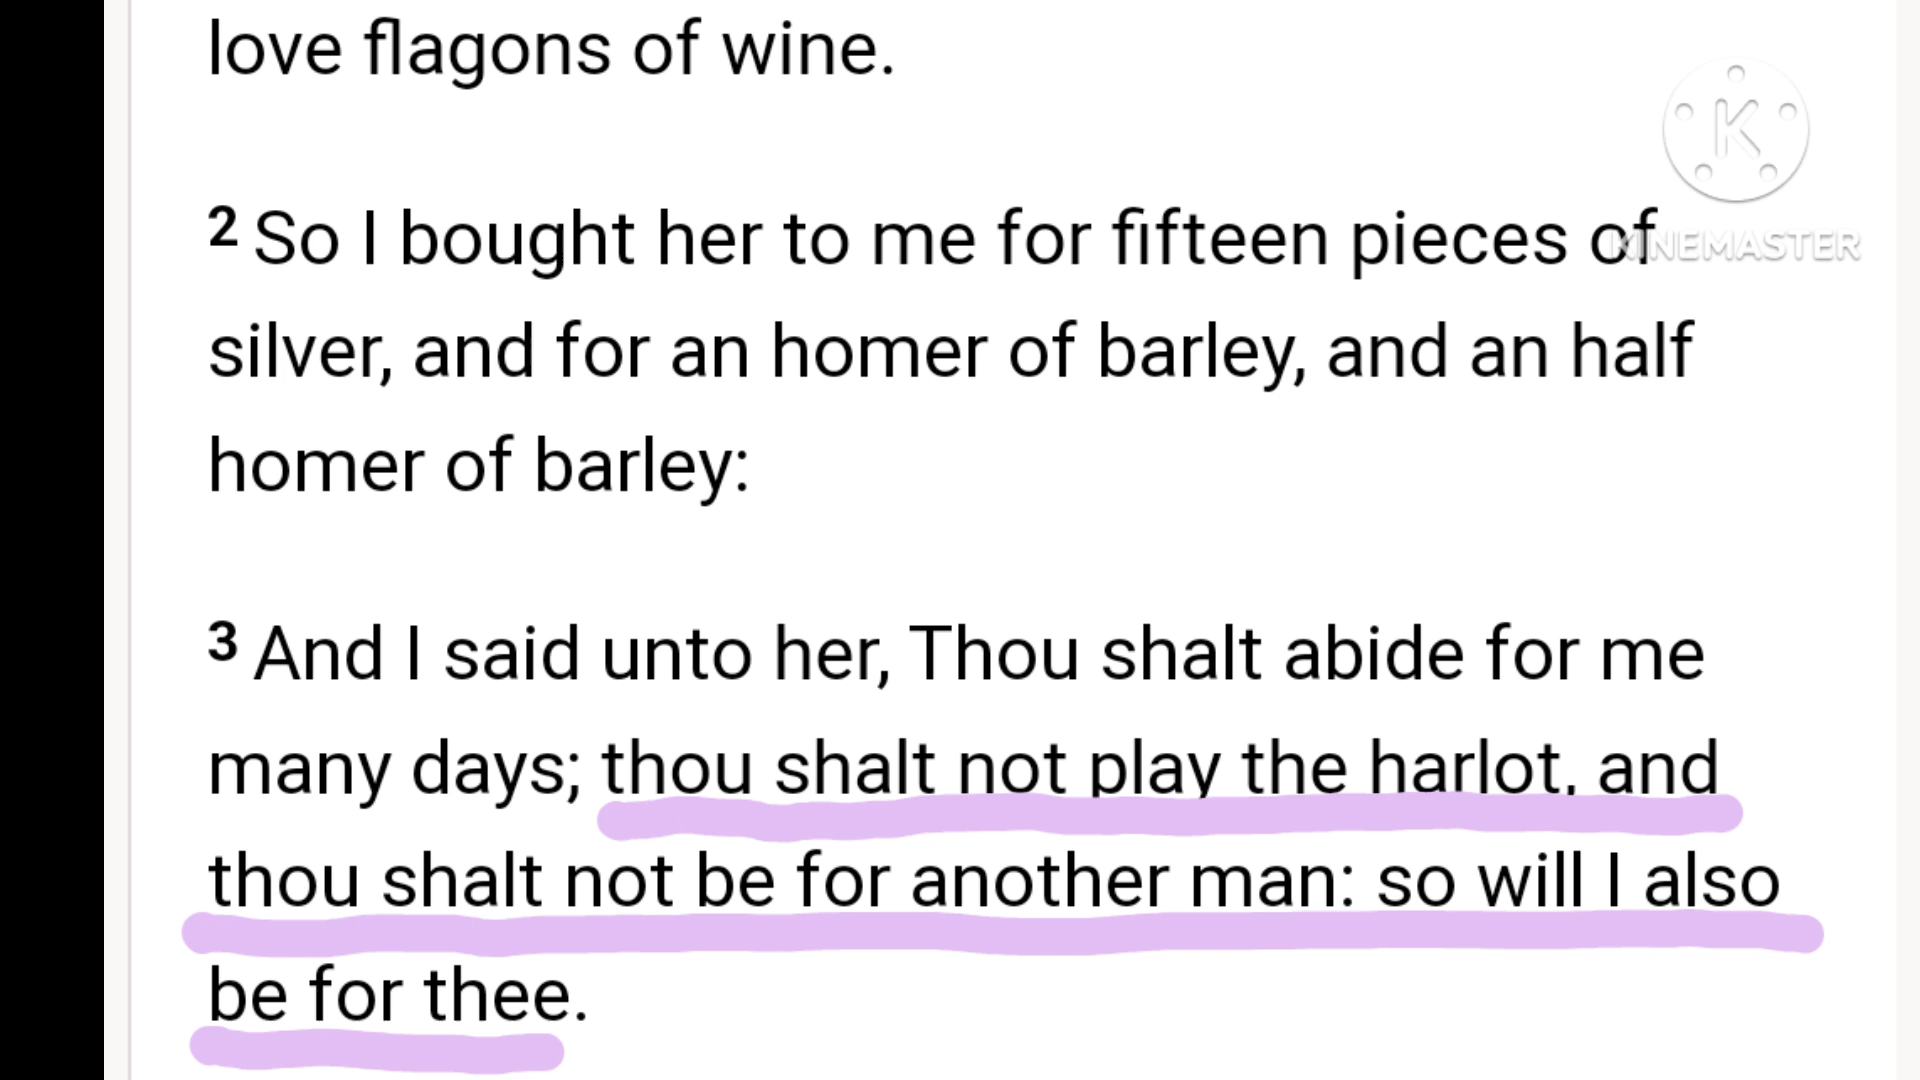 love flagons of wine.
2 So I bought her to me for fifteen pieces of
KINEMASTER
silver, and for an homer of barley, and an half
homer of barley:
3 And I said unto her, Thou shalt abide for me
many days; thou shalt not play the harlot, and
thou shalt not be for another man: so will I also
be for thee.